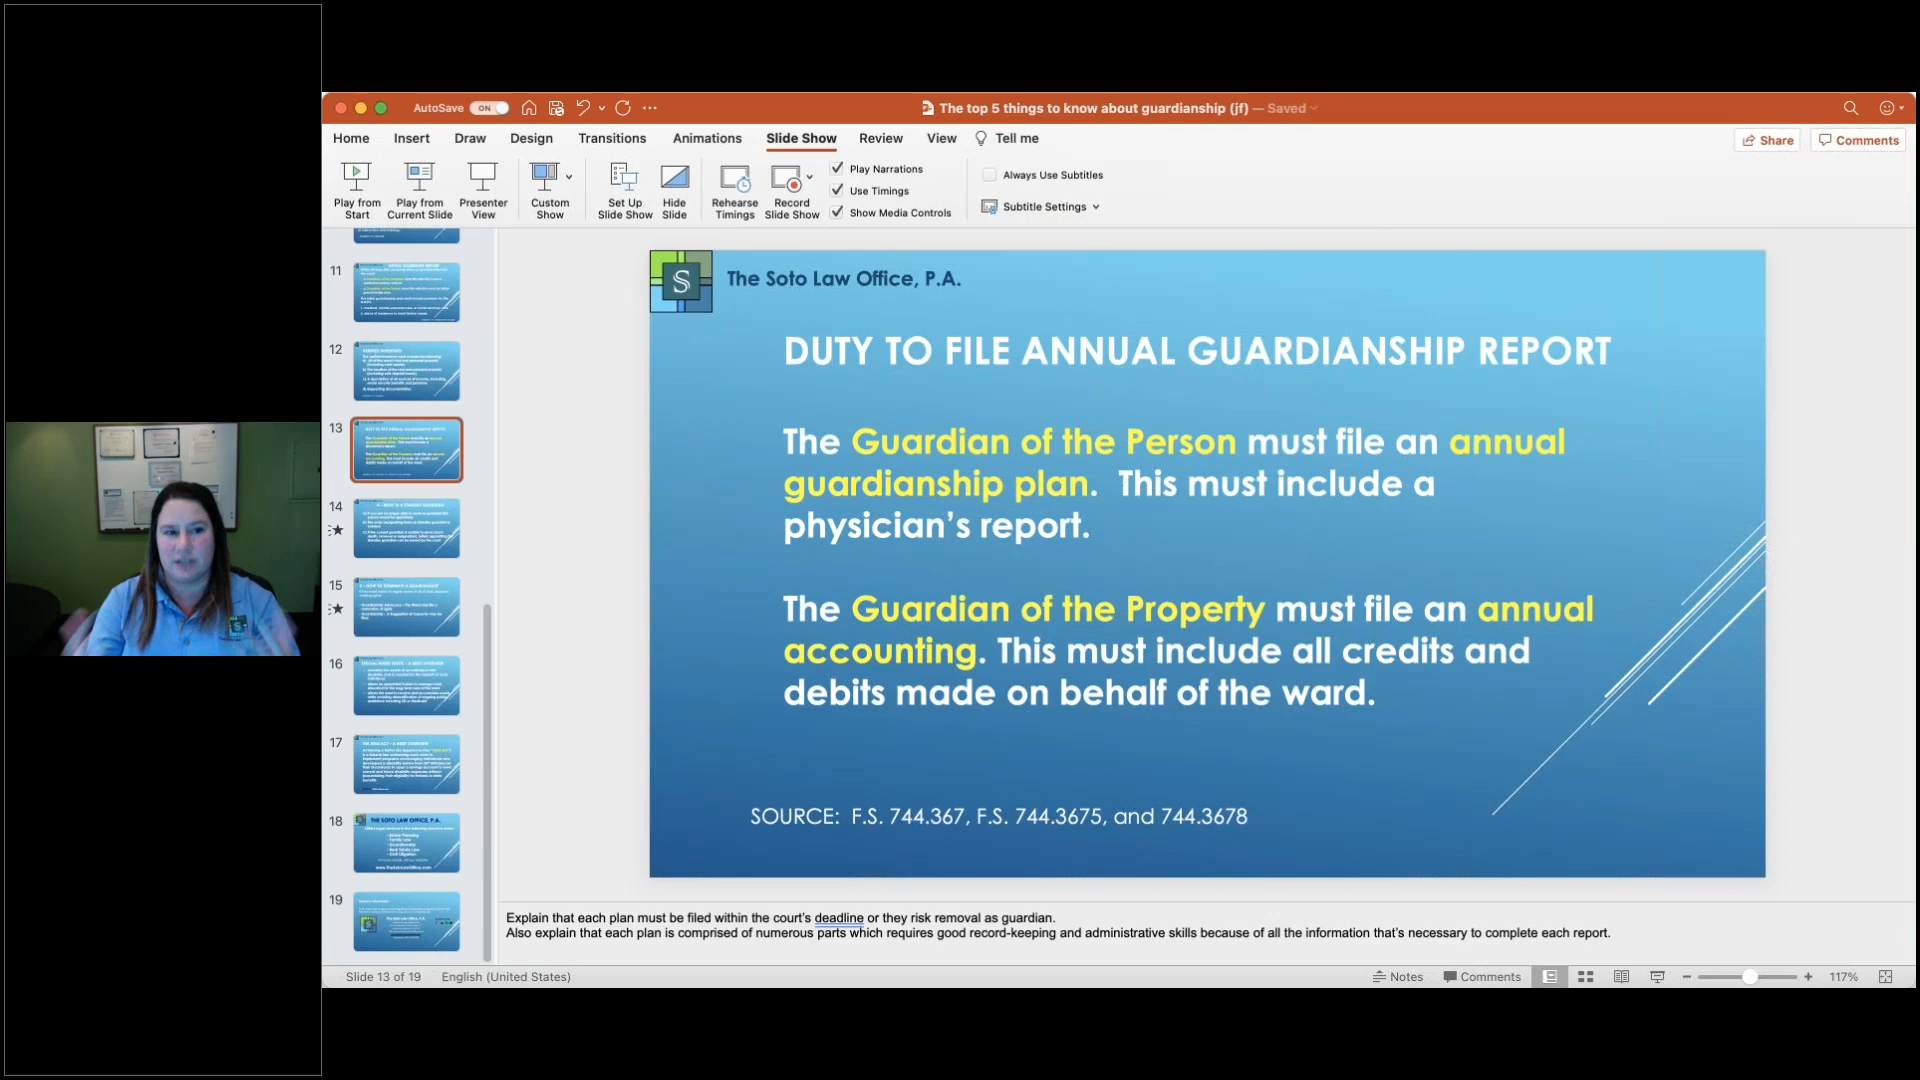 AutoSave ON
The top 5 things to know about guardianship (jf) — Saved
Home Insert Draw Design Transitions Animations Slide Show Review View Tell me
Share Comments
Play from Start
Play from Current Slide
Presenter View
Custom Show
Set Up Slide Show
Hide Slide
Rehearse Timings
Record Slide Show
Play Narrations
Use Timings
Show Media Controls
Always Use Subtitles
Subtitle Settings
11
12
13
14
15
16
17
18
THE SOTO LAW OFFICE, P.A.
19
S
The Soto Law Office, P.A.
DUTY TO FILE ANNUAL GUARDIANSHIP REPORT
The Guardian of the Person must file an annual
guardianship plan. This must include a
physician’s report.
The Guardian of the Property must file an annual
accounting. This must include all credits and
debits made on behalf of the ward.
SOURCE: F.S. 744.367, F.S. 744.3675, and 744.3678
Explain that each plan must be filed within the court’s deadline or they risk removal as guardian.
Also explain that each plan is comprised of numerous parts which requires good record-keeping and administrative skills because of all the information that’s necessary to complete each report.
Slide 13 of 19 English (United States)
Notes Comments 117%